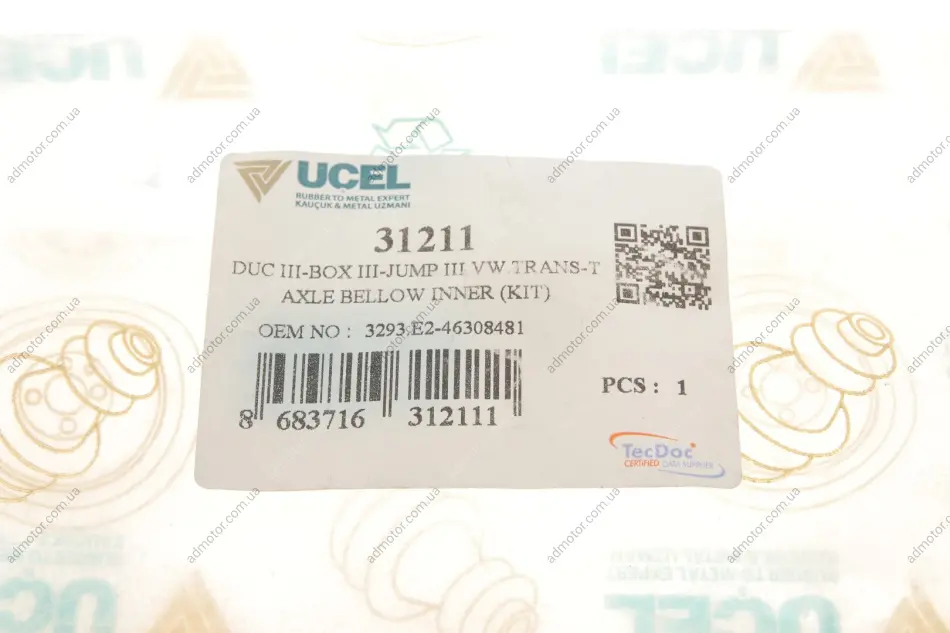 UCEL
RUBBER TO METAL EXPERT
KAUÇUK & METAL UZMANI
31211
DUC III-BOX III-JUMP III VW.TRANS-T
AXLE BELLOW INNER (KIT)
OEM NO : 3293.E2-46308481
8 683716 312111
PCS : 1
TecDoc
CERTIFIED DATA SUPPLIER
admotor.com.ua